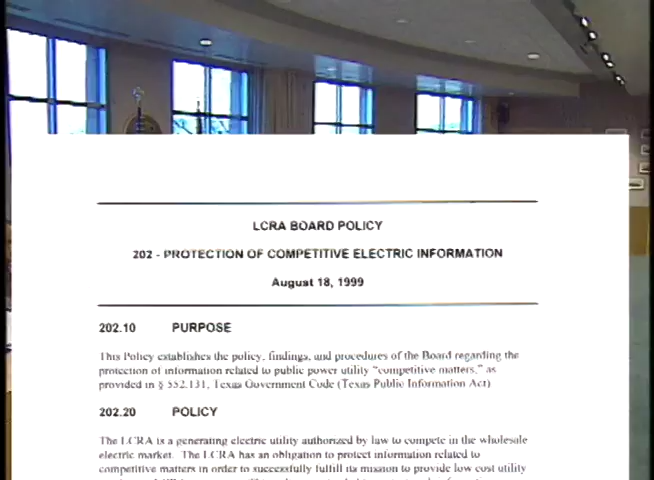 LCRA BOARD POLICY
202 - PROTECTION OF COMPETITIVE ELECTRIC INFORMATION
August 18, 1999
202.10 PURPOSE
This Policy establishes the policy, findings, and procedures of the Board regarding the
protection of information related to public power utility "competitive matters," as
provided in § 552.131, Texas Government Code (Texas Public Information Act)
202.20 POLICY
The LCRA is a generating electric utility authorized by law to compete in the wholesale
electric market. The LCRA has an obligation to protect information related to
competitive matters in order to successfully fulfill its mission to provide low cost utility